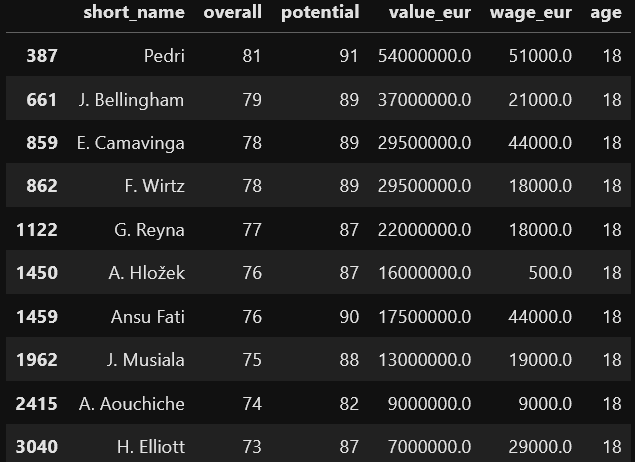 short_name overall potential value_eur wage_eur age
387 Pedri 81 91 54000000.0 51000.0 18
661 J. Bellingham 79 89 37000000.0 21000.0 18
859 E. Camavinga 78 89 29500000.0 44000.0 18
862 F. Wirtz 78 89 29500000.0 18000.0 18
1122 G. Reyna 77 87 22000000.0 18000.0 18
1450 A. Hložek 76 87 16000000.0 500.0 18
1459 Ansu Fati 76 90 17500000.0 44000.0 18
1962 J. Musiala 75 88 13000000.0 19000.0 18
2415 A. Aouchiche 74 82 9000000.0 9000.0 18
3040 H. Elliott 73 87 7000000.0 29000.0 18